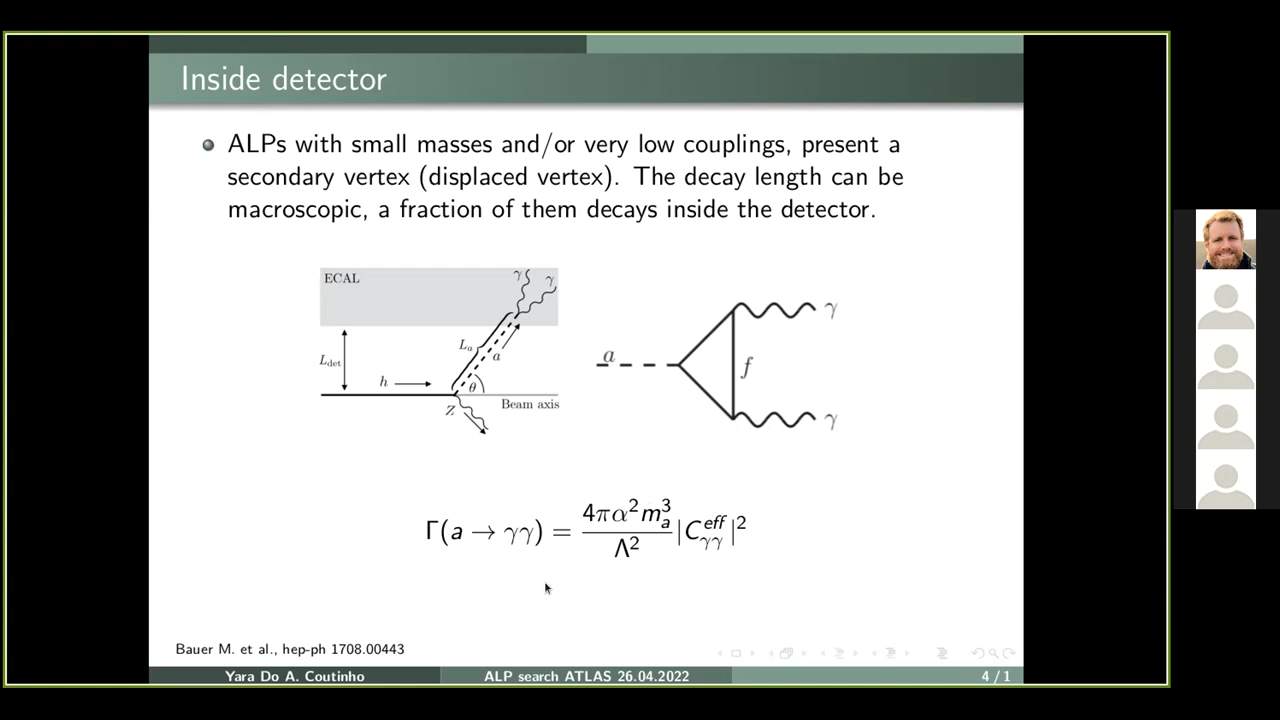 Inside detector
ALPs with small masses and/or very low couplings, present a
secondary vertex (displaced vertex). The decay length can be
macroscopic, a fraction of them decays inside the detector.
ECAL
γ γ
L_det
L_a
a
h
θ
Z
Beam axis
a
f
γ
γ
Γ(a → γγ) = 4πα²m_a³/Λ² |C_γγ^eff|²
Bauer M. et al., hep-ph 1708.00443
Yara Do A. Coutinho
ALP search ATLAS 26.04.2022
4 / 1